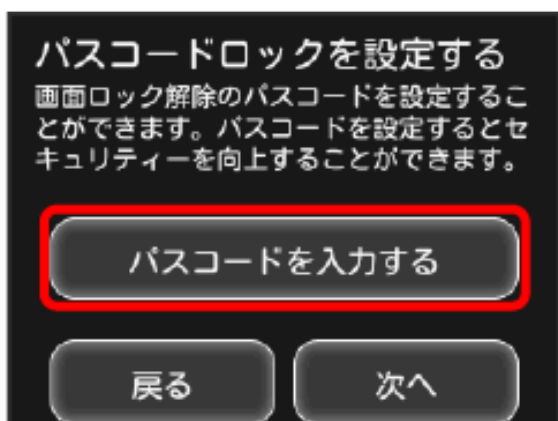 パスコードロックを設定する
画面ロック解除のパスコードを設定するこ
とができます。パスコードを設定するとセ
キュリティーを向上することができます。
パスコードを入力する
戻る
次へ